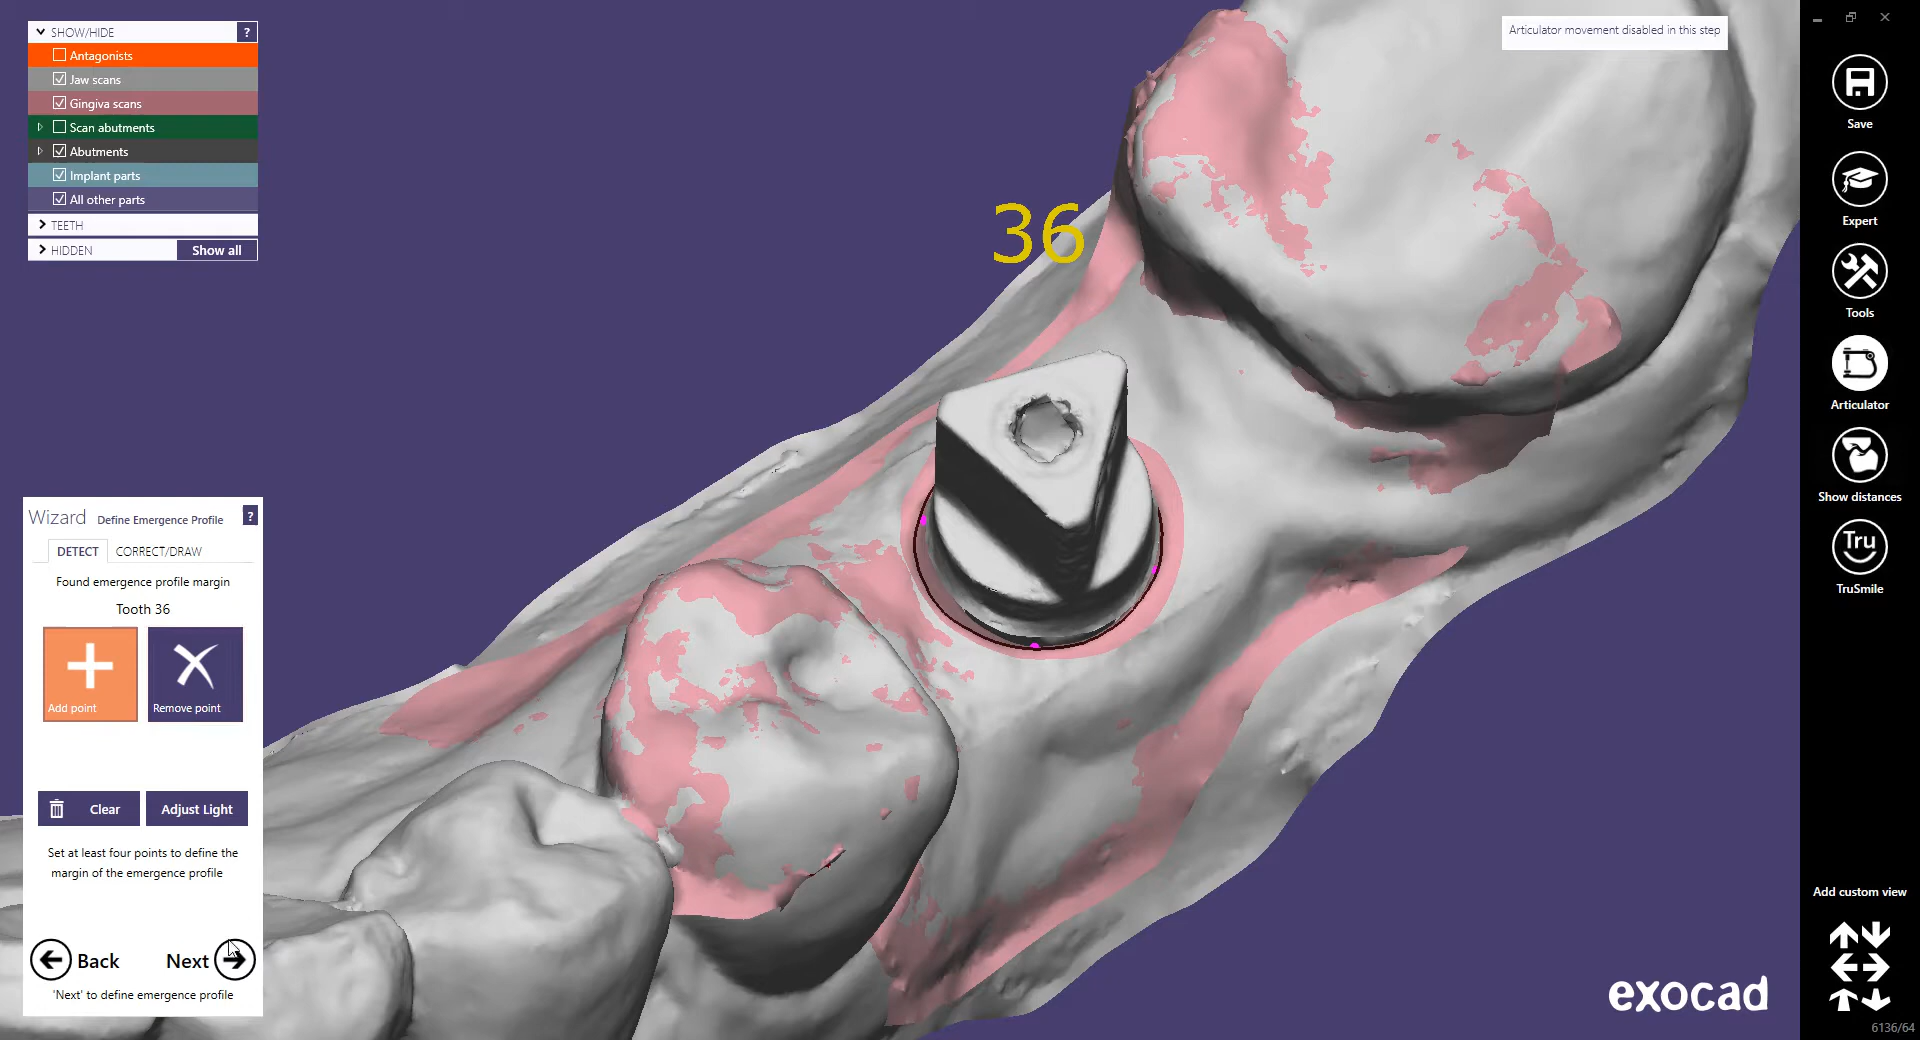 SHOW/HIDE ?
Antagonists
Jaw scans
Gingiva scans
Scan abutments
Abutments
Implant parts
All other parts
TEETH
HIDDEN Show all
Articulator movement disabled in this step
36
Wizard Define Emergence Profile ?
DETECT CORRECT/DRAW
Found emergence profile margin
Tooth 36
Add point Remove point
Clear Adjust Light
Set at least four points to define the
margin of the emergence profile
Back Next
'Next' to define emergence profile
Save
Expert
Tools
Articulator
Show distances
Tru
TruSmile
Add custom view
exocad
6136/64